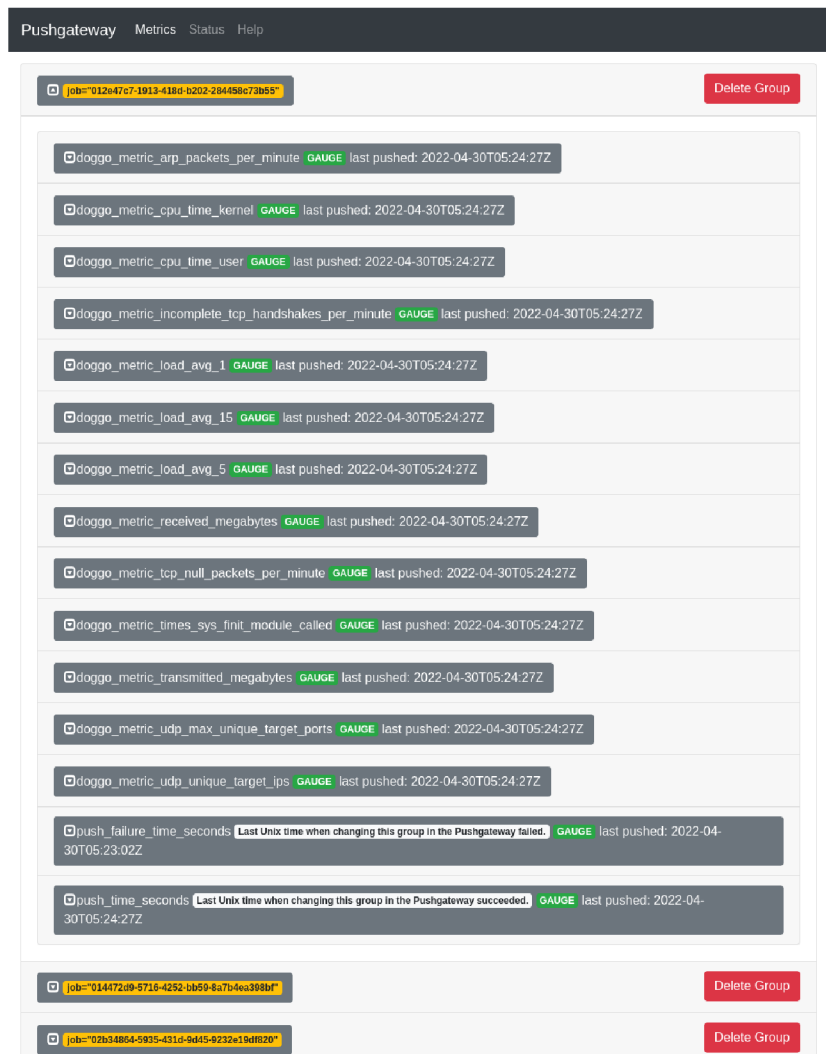 Pushgateway Metrics Status Help
job="012e47c7-1913-418d-b202-284458c73b55" Delete Group
doggo_metric_arp_packets_per_minute GAUGE last pushed: 2022-04-30T05:24:27Z
doggo_metric_cpu_time_kernel GAUGE last pushed: 2022-04-30T05:24:27Z
doggo_metric_cpu_time_user GAUGE last pushed: 2022-04-30T05:24:27Z
doggo_metric_incomplete_tcp_handshakes_per_minute GAUGE last pushed: 2022-04-30T05:24:27Z
doggo_metric_load_avg_1 GAUGE last pushed: 2022-04-30T05:24:27Z
doggo_metric_load_avg_15 GAUGE last pushed: 2022-04-30T05:24:27Z
doggo_metric_load_avg_5 GAUGE last pushed: 2022-04-30T05:24:27Z
doggo_metric_received_megabytes GAUGE last pushed: 2022-04-30T05:24:27Z
doggo_metric_tcp_null_packets_per_minute GAUGE last pushed: 2022-04-30T05:24:27Z
doggo_metric_times_sys_finit_module_called GAUGE last pushed: 2022-04-30T05:24:27Z
doggo_metric_transmitted_megabytes GAUGE last pushed: 2022-04-30T05:24:27Z
doggo_metric_udp_max_unique_target_ports GAUGE last pushed: 2022-04-30T05:24:27Z
doggo_metric_udp_unique_target_ips GAUGE last pushed: 2022-04-30T05:24:27Z
push_failure_time_seconds Last Unix time when changing this group in the Pushgateway failed. GAUGE last pushed: 2022-04-
30T05:23:02Z
push_time_seconds Last Unix time when changing this group in the Pushgateway succeeded. GAUGE last pushed: 2022-04-
30T05:24:27Z
job="014472d9-5716-4252-bb59-8a7b4ea398bf" Delete Group
job="02b34864-5935-431d-9d45-9232e19df820" Delete Group